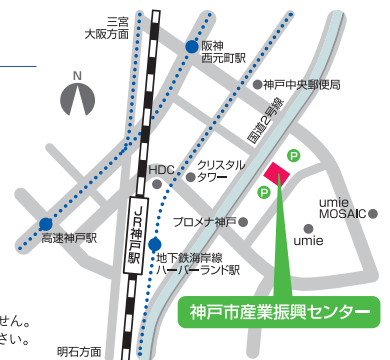 三宮
大阪方面
阪神
西元町駅
N
神戸中央郵便局
国道2号線
P
クリスタル
タワー
HDC
P
JR神戸駅
プロメナ神戸
umie
MOSAIC
umie
高速神戸駅
地下鉄海岸線
ハーバーランド駅
神戸市産業振興センター
せん。
さい。
明石方面